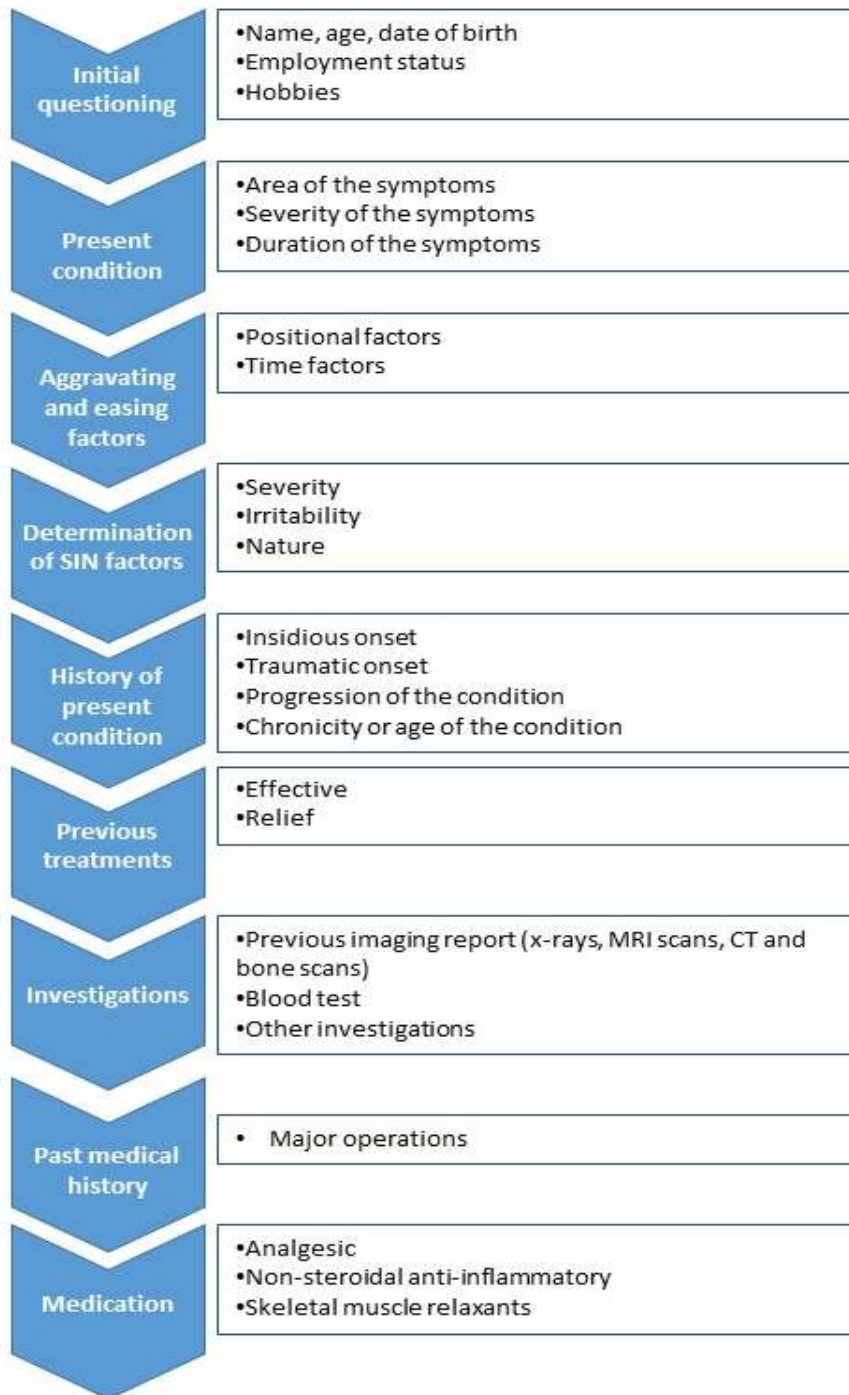 Initial
questioning
•Name, age, date of birth
•Employment status
•Hobbies
Present
condition
•Area of the symptoms
•Severity of the symptoms
•Duration of the symptoms
Aggravating
and easing
factors
•Positional factors
•Time factors
Determination
of SIN factors
•Severity
•Irritability
•Nature
History of
present
condition
•Insidious onset
•Traumatic onset
•Progression of the condition
•Chronicity or age of the condition
Previous
treatments
•Effective
•Relief
Investigations
•Previous imaging report (x-rays, MRI scans, CT and
bone scans)
•Blood test
•Other investigations
Past medical
history
• Major operations
Medication
•Analgesic
•Non-steroidal anti-inflammatory
•Skeletal muscle relaxants